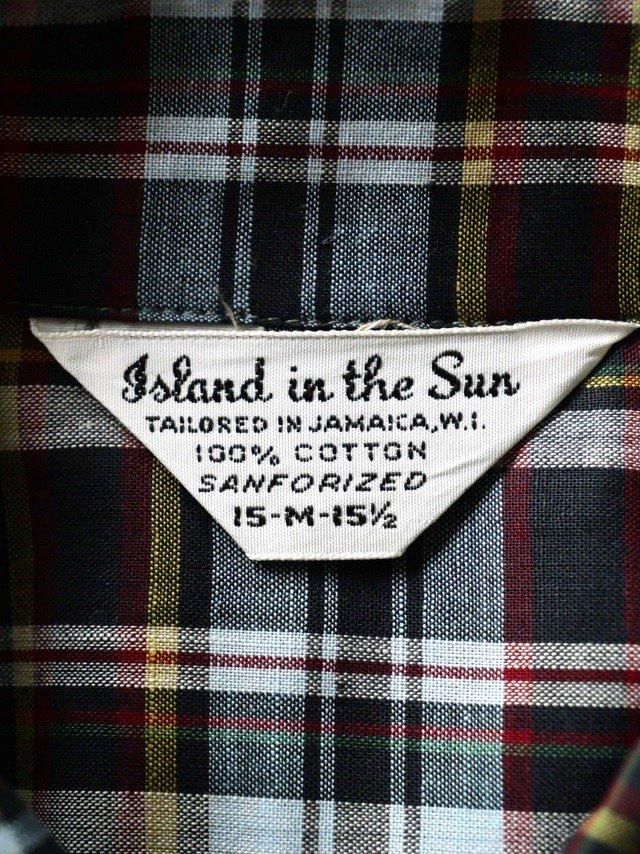 Island in the Sun
TAILORED IN JAMAICA, W.I.
100% COTTON
SANFORIZED
15-M-15½